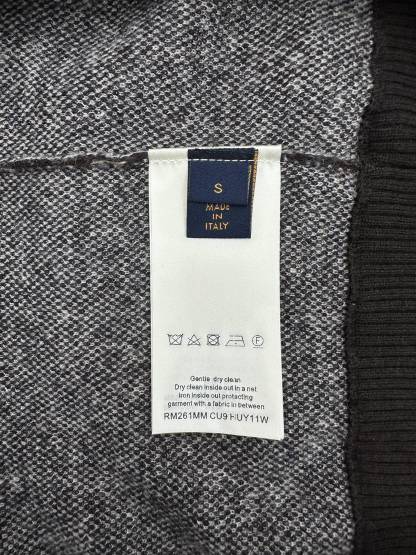 S
MADE
IN
ITALY
F
Gentle dry clean
Dry clean inside out in a net
Iron inside out protecting
garment with a fabric in between
RM261MM CU9 HUY11W